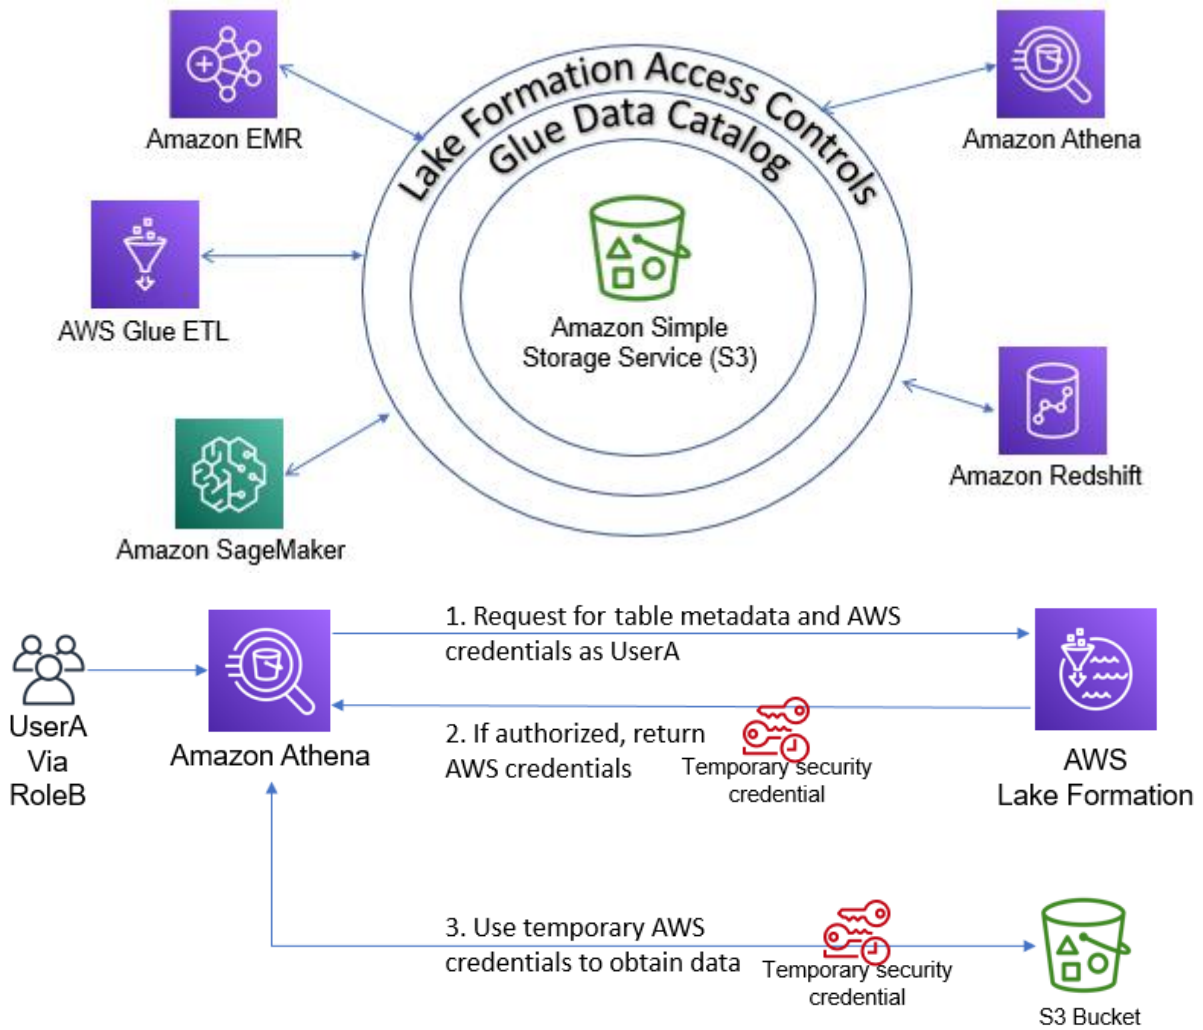 Lake Formation Access Controls
Glue Data Catalog
Amazon EMR
Amazon Athena
AWS Glue ETL
Amazon Simple
Storage Service (S3)
Amazon Redshift
Amazon SageMaker
UserA
Via
RoleB
Amazon Athena
1. Request for table metadata and AWS
credentials as UserA
2. If authorized, return
AWS credentials
Temporary security
credential
AWS
Lake Formation
3. Use temporary AWS
credentials to obtain data
Temporary security
credential
S3 Bucket